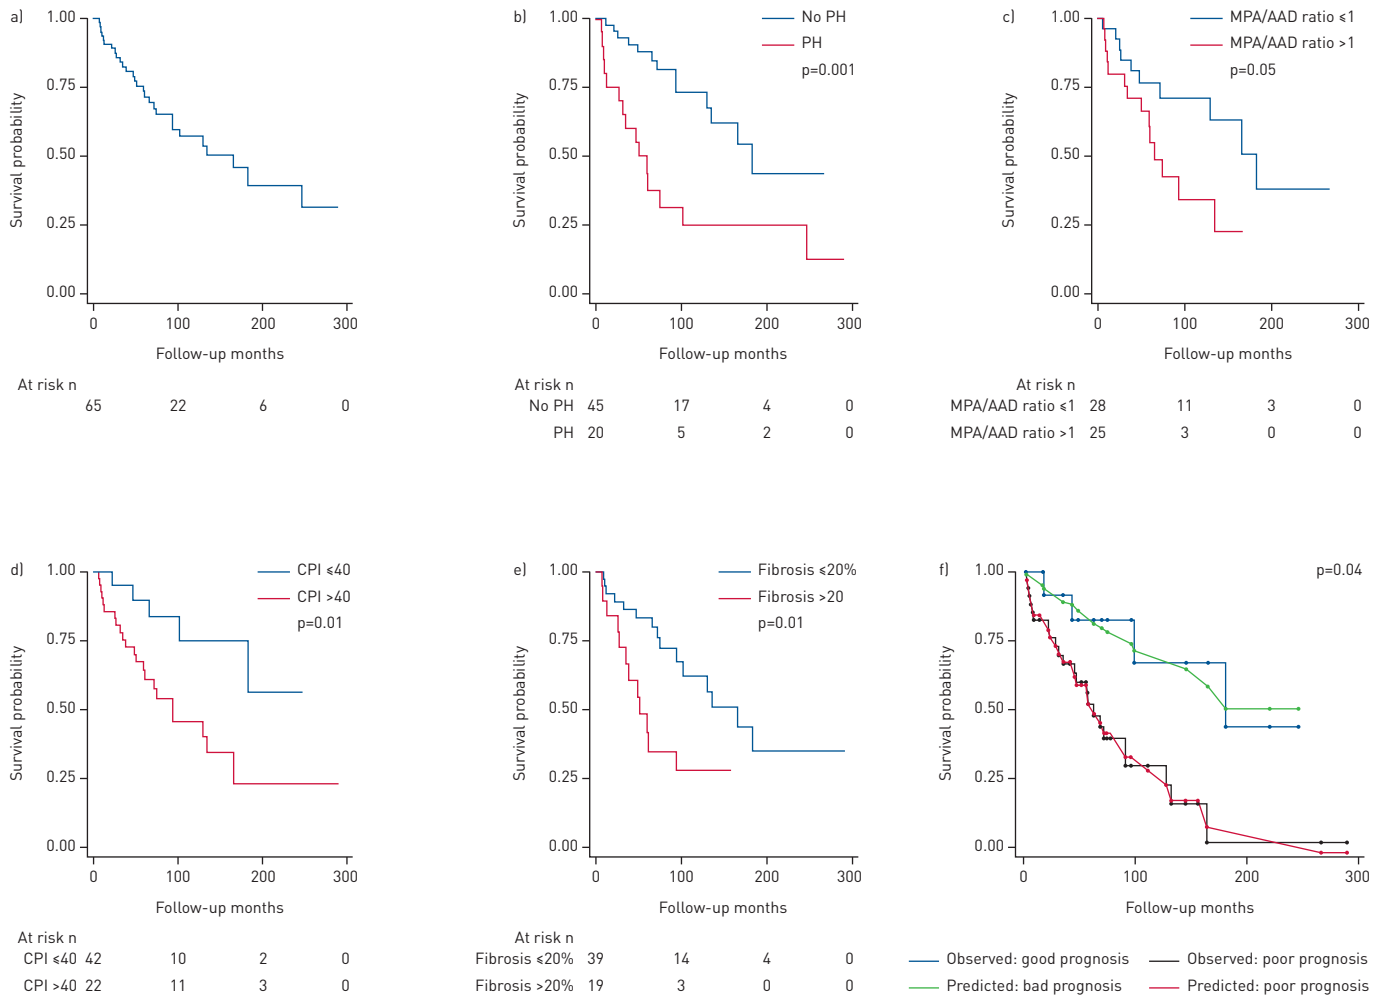 a)
1.00
0.75
0.50
0.25
0.00
Survival probability
0 100 200 300
Follow-up months
At risk n
65 22 6 0
b)
1.00
0.75
0.50
0.25
0.00
Survival probability
No PH
PH
p=0.001
0 100 200 300
Follow-up months
At risk n
No PH 45 17 4 0
PH 20 5 2 0
c)
1.00
0.75
0.50
0.25
0.00
Survival probability
MPA/AAD ratio ≤1
MPA/AAD ratio >1
p=0.05
0 100 200 300
Follow-up months
At risk n
MPA/AAD ratio ≤1 28 11 3 0
MPA/AAD ratio >1 25 3 0 0
d)
1.00
0.75
0.50
0.25
0.00
Survival probability
CPI ≤40
CPI >40
p=0.01
0 100 200 300
Follow-up months
At risk n
CPI ≤40 42 10 2 0
CPI >40 22 11 3 0
e)
1.00
0.75
0.50
0.25
0.00
Survival probability
Fibrosis ≤20%
Fibrosis >20
p=0.01
0 100 200 300
Follow-up months
At risk n
Fibrosis ≤20% 39 14 4 0
Fibrosis >20% 19 3 0 0
f)
1.00
0.75
0.50
0.25
0.00
Survival probability
p=0.04
0 100 200 300
Follow-up months
Observed: good prognosis
Observed: poor prognosis
Predicted: bad prognosis
Predicted: poor prognosis